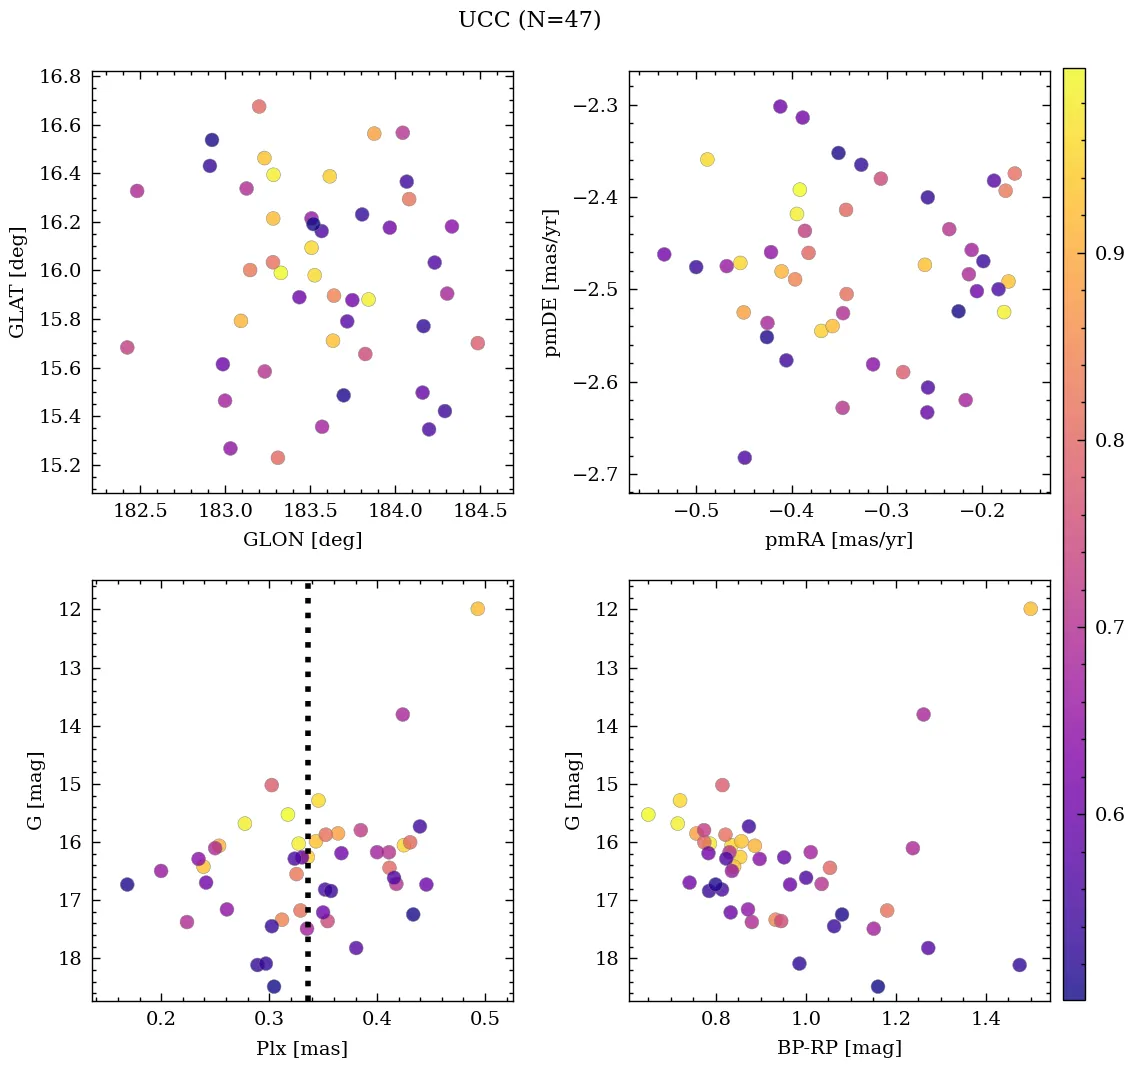 UCC (N=47)
16.8
16.6
16.4
16.2
16.0
15.8
15.6
15.4
15.2
GLAT [deg]
182.5 183.0 183.5 184.0 184.5
GLON [deg]
−2.3
−2.4
−2.5
−2.6
−2.7
pmDE [mas/yr]
−0.5 −0.4 −0.3 −0.2
pmRA [mas/yr]
12
13
14
15
16
17
18
G [mag]
0.2 0.3 0.4 0.5
Plx [mas]
12
13
14
15
16
17
18
G [mag]
0.8 1.0 1.2 1.4
BP-RP [mag]
0.9
0.8
0.7
0.6